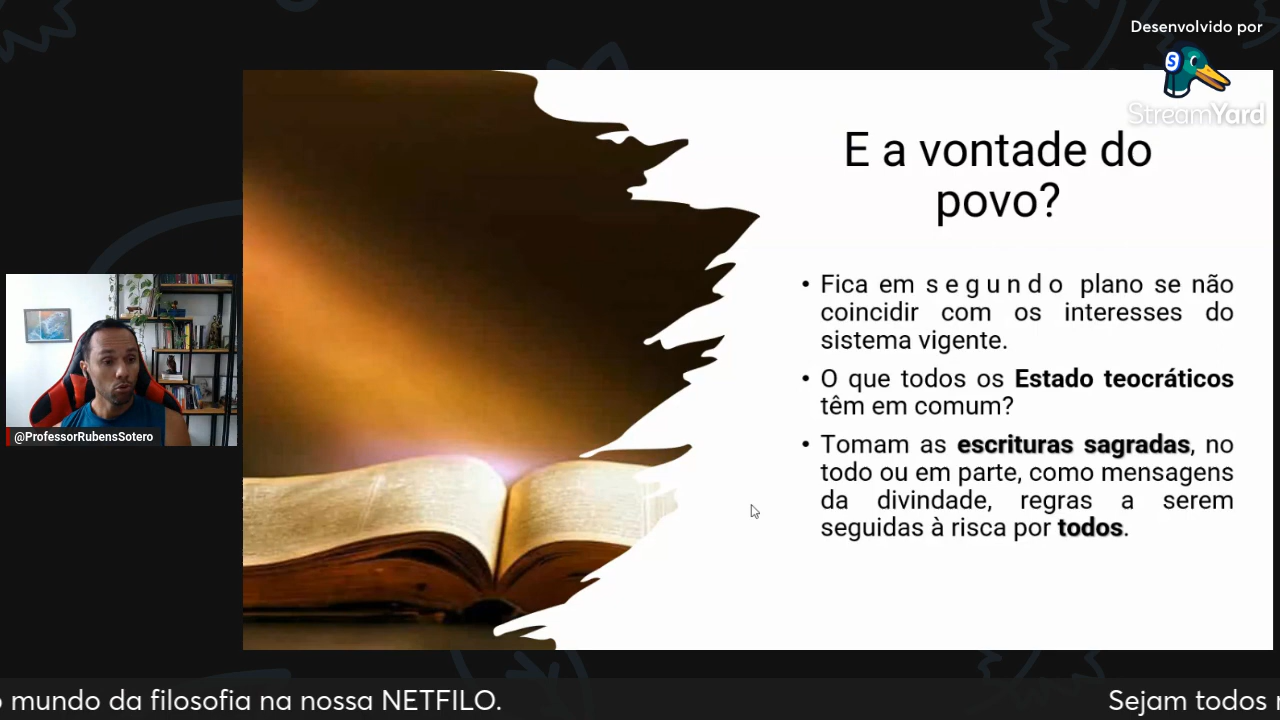 Desenvolvido por
S
StreamYard
E a vontade do
povo?
• Fica em s e g u n d o plano se não
coincidir com os interesses do
sistema vigente.
• O que todos os Estado teocráticos
têm em comum?
• Tomam as escrituras sagradas, no
todo ou em parte, como mensagens
da divindade, regras a serem
seguidas à risca por todos.
@ProfessorRubensSotero
o mundo da filosofia na nossa NETFILO.
Sejam todos